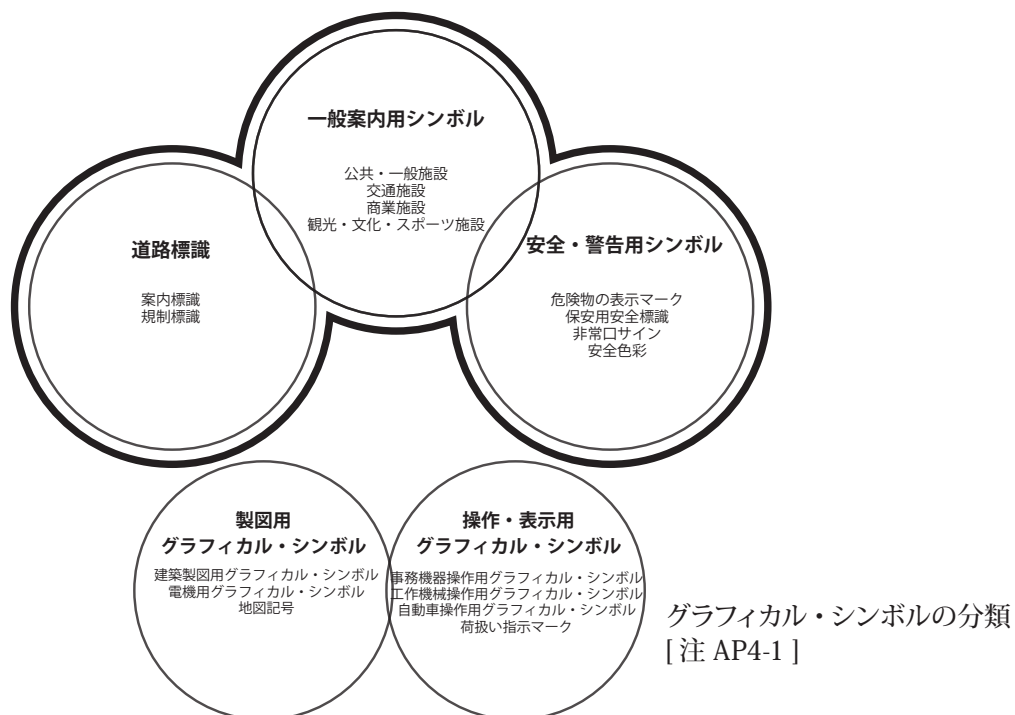 一般案内用シンボル
公共・一般施設
交通施設
商業施設
観光・文化・スポーツ施設
道路標識
案内標識
規制標識
安全・警告用シンボル
危険物の表示マーク
保安用安全標識
非常口サイン
安全色彩
製図用
グラフィカル・シンボル
建築製図用グラフィカル・シンボル
電機用グラフィカル・シンボル
地図記号
操作・表示用
グラフィカル・シンボル
事務機器操作用グラフィカル・シンボル
工作機械操作用グラフィカル・シンボル
自動車操作用グラフィカル・シンボル
荷扱い指示マーク
グラフィカル・シンボルの分類
[ 注 AP4-1 ]